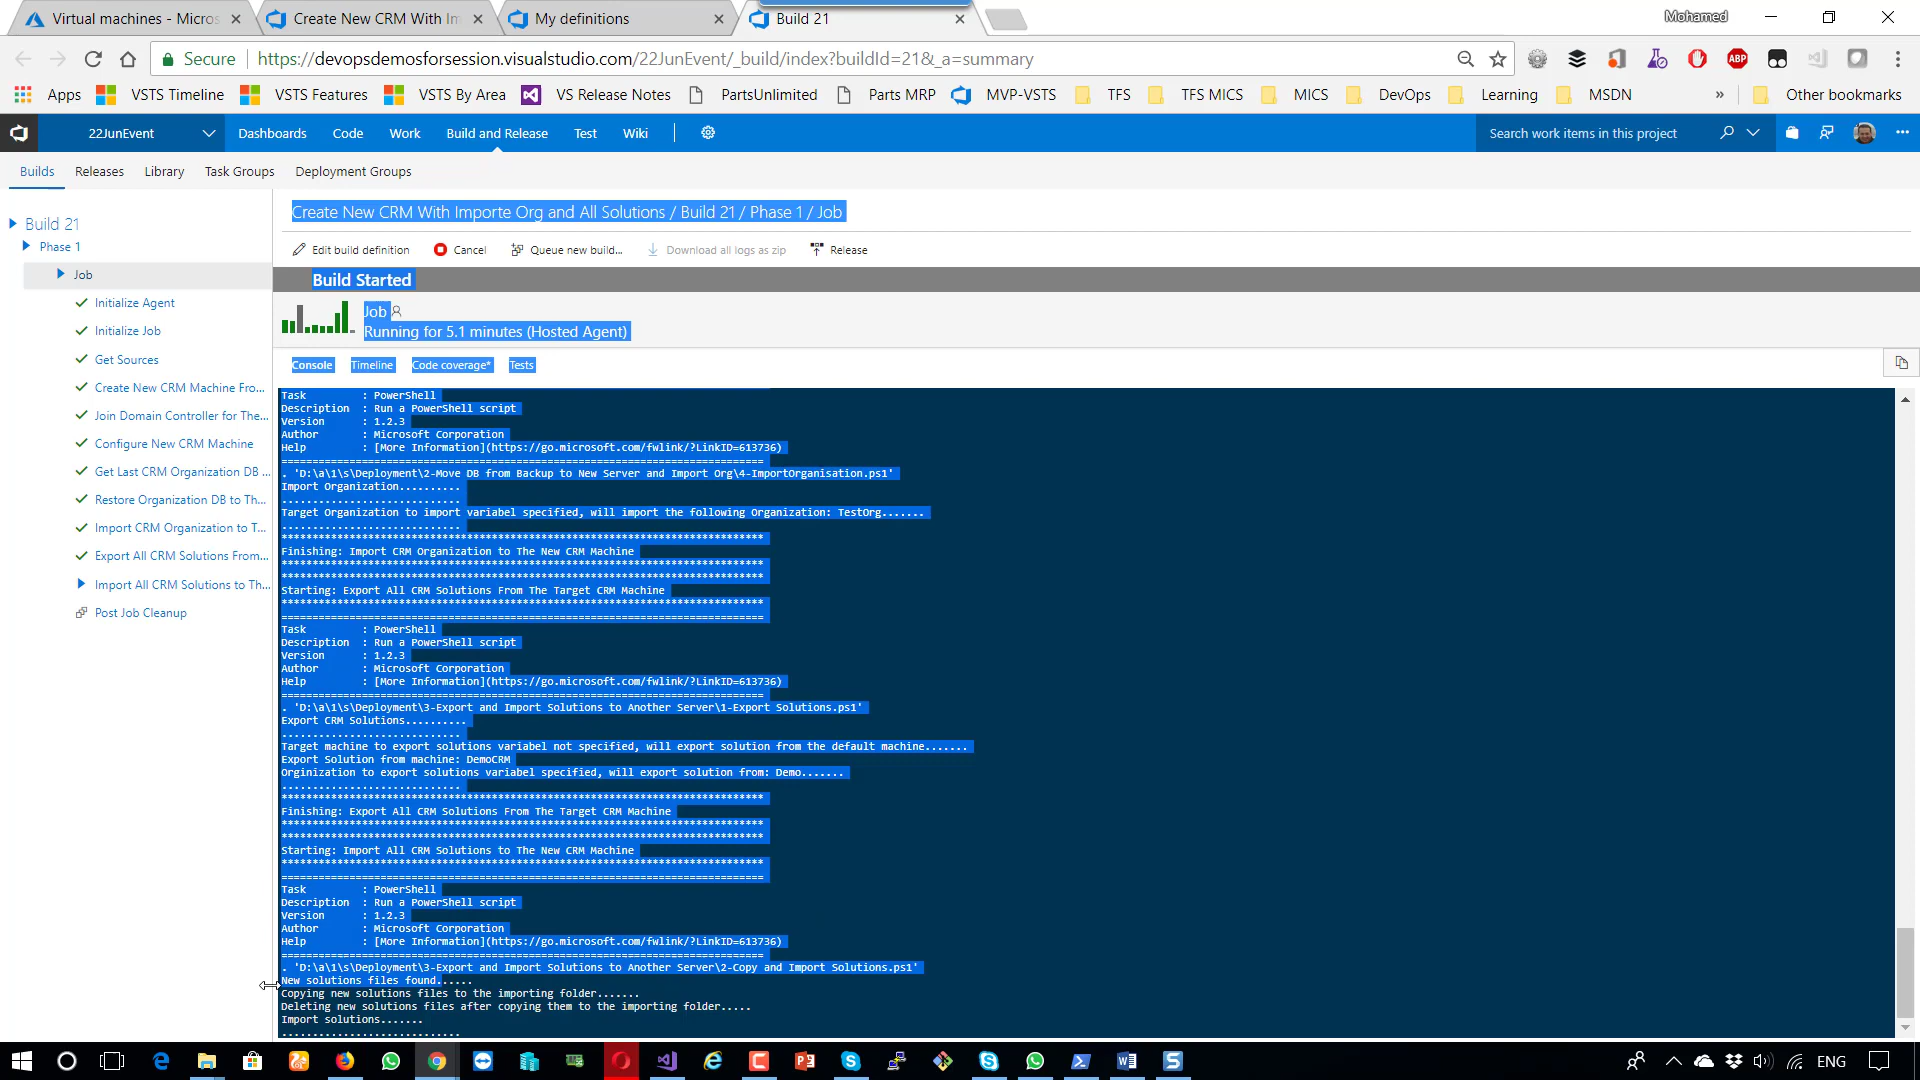 Virtual machines - Micros
Create New CRM With Im
My definitions
Build 21
Mohamed
Secure
https://devopsdemosforsession.visualstudio.com/22JunEvent/_build/index?buildId=21&_a=summary
Apps
VSTS Timeline
VSTS Features
VSTS By Area
VS Release Notes
PartsUnlimited
Parts MRP
MVP-VSTS
TFS
TFS MICS
MICS
DevOps
Learning
MSDN
»
Other bookmarks
22JunEvent
Dashboards
Code
Work
Build and Release
Test
Wiki
Search work items in this project
Builds
Releases
Library
Task Groups
Deployment Groups
Build 21
Phase 1
Job
Initialize Agent
Initialize Job
Get Sources
Create New CRM Machine Fro...
Join Domain Controller for The...
Configure New CRM Machine
Get Last CRM Organization DB ...
Restore Organization DB to Th...
Import CRM Organization to T...
Export All CRM Solutions From...
Import All CRM Solutions to Th...
Post Job Cleanup
Create New CRM With Importe Org and All Solutions / Build 21 / Phase 1 / Job
Edit build definition
Cancel
Queue new build...
Download all logs as zip
Release
Build Started
Job
Running for 5.1 minutes (Hosted Agent)
Console
Timeline
Code coverage*
Tests
Task : PowerShell
Description : Run a PowerShell script
Version : 1.2.3
Author : Microsoft Corporation
Help : [More Information](https://go.microsoft.com/fwlink/?LinkID=613736)
==============================================================================
. 'D:\a\1\s\Deployment\2-Move DB from Backup to New Server and Import Org\4-ImportOrganisation.ps1'
Import Organization..........
.............................
Target Organization to import variabel specified, will import the following Organization: TestOrg.......
.............................
******************************************************************************
Finishing: Import CRM Organization to The New CRM Machine
******************************************************************************
******************************************************************************
Starting: Export All CRM Solutions From The Target CRM Machine
******************************************************************************
==============================================================================
Task : PowerShell
Description : Run a PowerShell script
Version : 1.2.3
Author : Microsoft Corporation
Help : [More Information](https://go.microsoft.com/fwlink/?LinkID=613736)
==============================================================================
. 'D:\a\1\s\Deployment\3-Export and Import Solutions to Another Server\1-Export Solutions.ps1'
Export CRM Solutions..........
.............................
Target machine to export solutions variabel not specified, will export solution from the default machine.......
Export Solution from machine: DemoCRM
Orginization to export solutions variabel specified, will export solution from: Demo.......
.............................
******************************************************************************
Finishing: Export All CRM Solutions From The Target CRM Machine
******************************************************************************
******************************************************************************
Starting: Import All CRM Solutions to The New CRM Machine
******************************************************************************
==============================================================================
Task : PowerShell
Description : Run a PowerShell script
Version : 1.2.3
Author : Microsoft Corporation
Help : [More Information](https://go.microsoft.com/fwlink/?LinkID=613736)
==============================================================================
. 'D:\a\1\s\Deployment\3-Export and Import Solutions to Another Server\2-Copy and Import Solutions.ps1'
New solutions files found......
Copying new solutions files to the importing folder.......
Deleting new solutions files after copying them to the importing folder.....
Import solutions.......
.............................
ENG